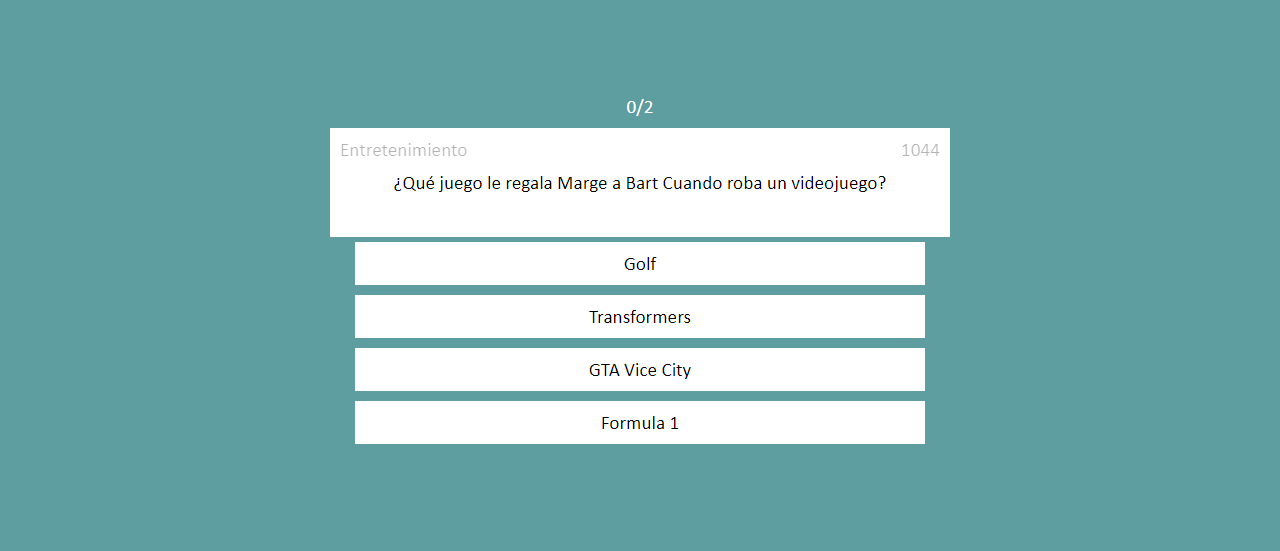 0/2
Entretenimiento 1044
¿Qué juego le regala Marge a Bart Cuando roba un videojuego?
Golf
Transformers
GTA Vice City
Formula 1